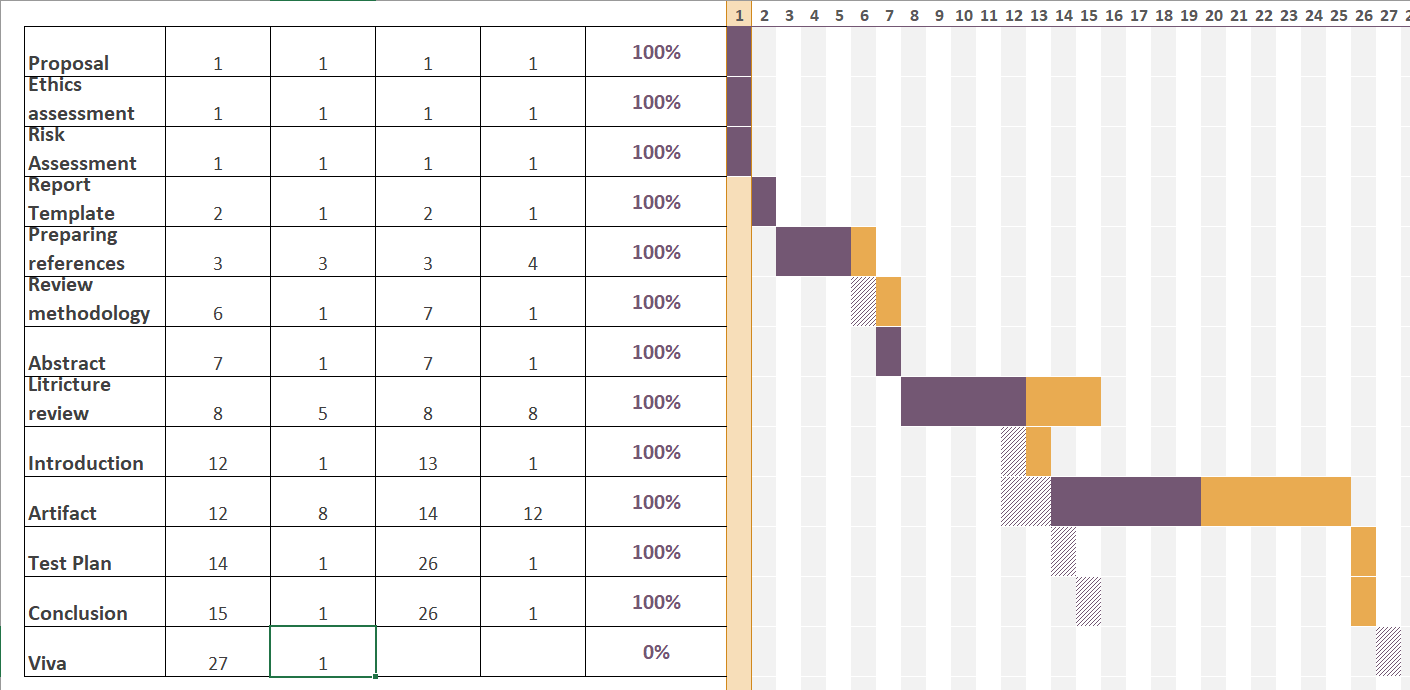 1 2 3 4 5 6 7 8 9 10 11 12 13 14 15 16 17 18 19 20 21 22 23 24 25 26 27
Proposal 1 1 1 1 100%
Ethics
assessment 1 1 1 1 100%
Risk
Assessment 1 1 1 1 100%
Report
Template 2 1 2 1 100%
Preparing
references 3 3 3 4 100%
Review
methodology 6 1 7 1 100%
Abstract 7 1 7 1 100%
Litricture
review 8 5 8 8 100%
Introduction 12 1 13 1 100%
Artifact 12 8 14 12 100%
Test Plan 14 1 26 1 100%
Conclusion 15 1 26 1 100%
Viva 27 1 0%